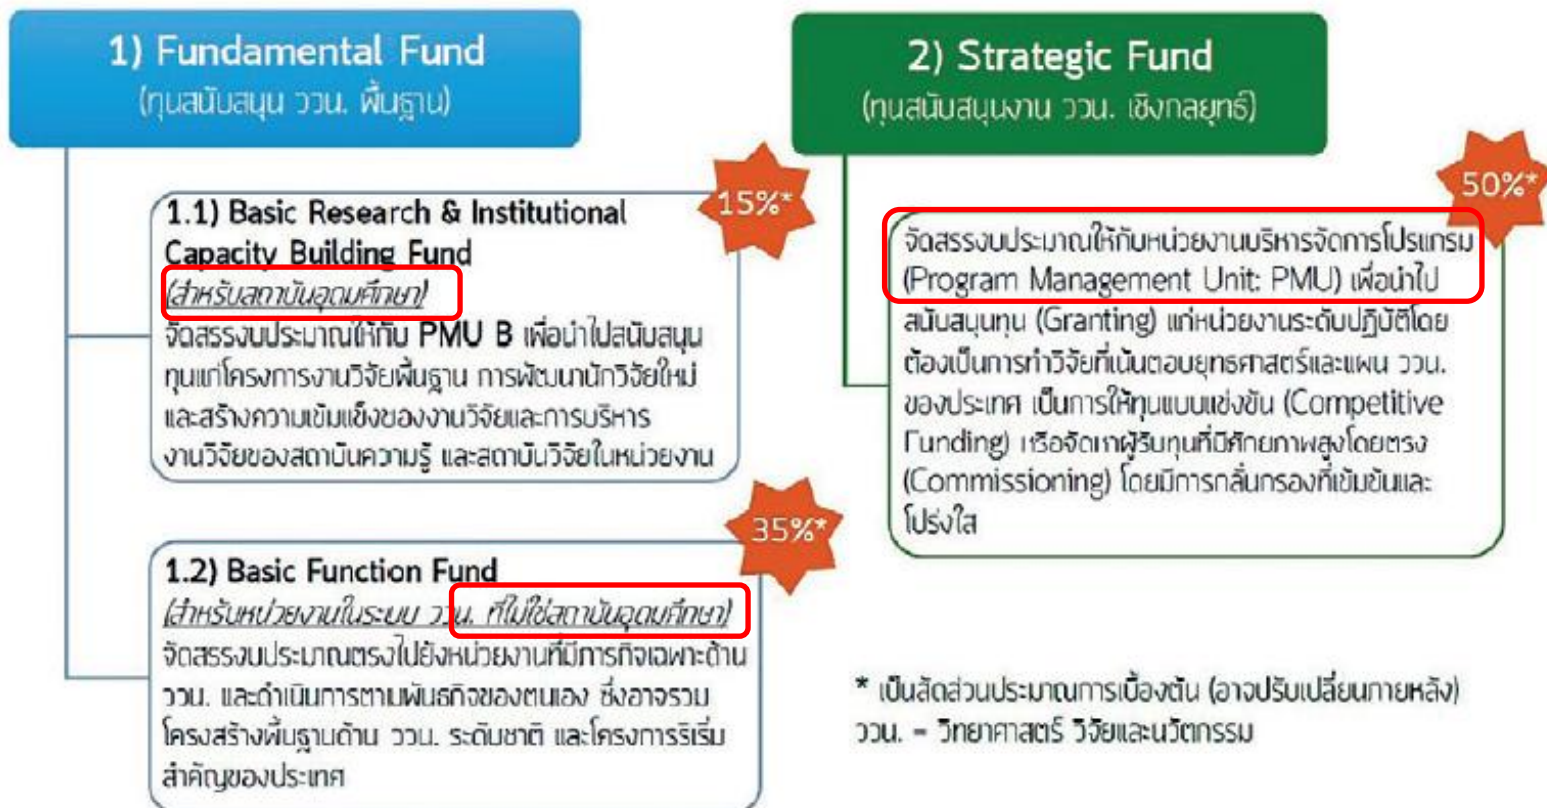 1) Fundamental Fund
(ทุนสนับสนุน ววน. พื้นฐาน)
15%*
1.1) Basic Research & Institutional
Capacity Building Fund
(สำหรับสถาบันอุดมศึกษา)
จัดสรรงบประมาณให้กับ PMU B เพื่อนำไปสนับสนุน
ทุนแก่โครงการงานวิจัยพื้นฐาน การพัฒนานักวิจัยใหม่
และสร้างความเข้มแข็งของงานวิจัยและการบริหาร
งานวิจัยของสถาบันความรู้ และสถาบันวิจัยในหน่วยงาน
35%*
1.2) Basic Function Fund
(สำหรับหน่วยงานในระบบ ววน. ที่ไม่ใช่สถาบันอุดมศึกษา)
จัดสรรงบประมาณตรงไปยังหน่วยงานที่มีภารกิจเฉพาะด้าน
ววน. และดำเนินการตามพันธกิจของตนเอง ซึ่งอาจรวม
โครงสร้างพื้นฐานด้าน ววน. ระดับชาติ และโครงการริเริ่ม
สำคัญของประเทศ
2) Strategic Fund
(ทุนสนับสนุนงาน ววน. เชิงกลยุทธ์)
50%*
จัดสรรงบประมาณให้กับหน่วยงานบริหารจัดการโปรแกรม
(Program Management Unit: PMU) เพื่อนำไป
สนับสนุนทุน (Granting) แก่หน่วยงานระดับปฏิบัติโดย
ต้องเป็นการทำวิจัยที่เน้นตอบยุทธศาสตร์และแผน ววน.
ของประเทศ เป็นการให้ทุนแบบแข่งขัน (Competitive
Funding) หรือจัดหาผู้รับทุนที่มีศักยภาพสูงโดยตรง
(Commissioning) โดยมีการกลั่นกรองที่เข้มข้นและ
โปร่งใส
* เป็นสัดส่วนประมาณการเบื้องต้น (อาจปรับเปลี่ยนภายหลัง)
ววน. = วิทยาศาสตร์ วิจัยและนวัตกรรม